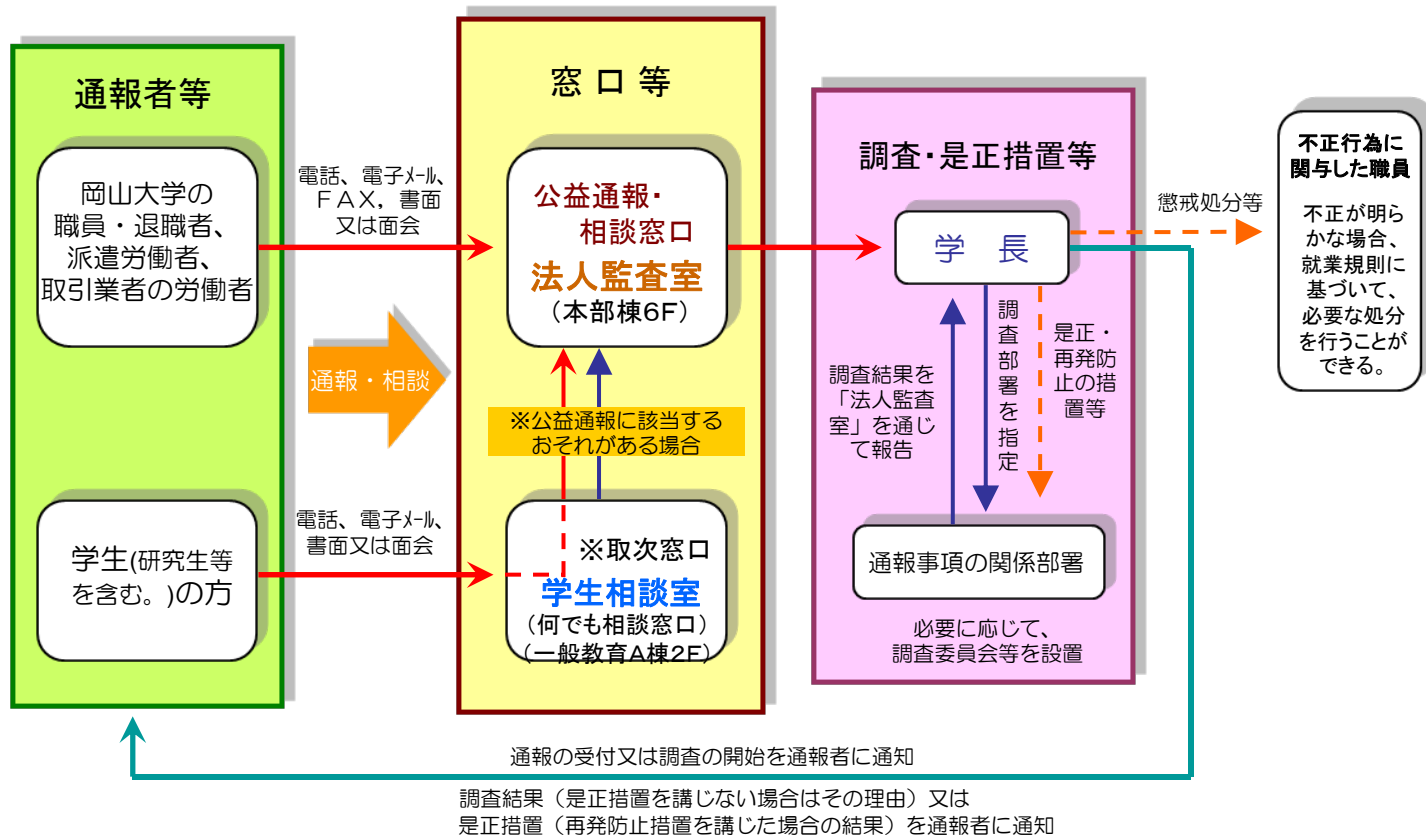 通報者等
岡山大学の
職員・退職者、
派遣労働者、
取引業者の労働者
学生(研究生等
を含む。)の方
電話、電子ﾒｰﾙ、
ＦＡＸ，書面
又は面会
通報・相談
電話、電子ﾒｰﾙ、
書面又は面会
窓 口 等
公益通報・
相談窓口
法人監査室
（本部棟6F）
※公益通報に該当する
おそれがある場合
※取次窓口
学生相談室
（何でも相談窓口）
（一般教育A棟2F）
調査・是正措置等
学　長
調査結果を
「法人監査
室」を通じ
て報告
調査部署を指定
是正・
再発防
止の措
置等
通報事項の関係部署
必要に応じて、
調査委員会等を設置
懲戒処分等
不正行為に
関与した職員
不正が明ら
かな場合、
就業規則に
基づいて、
必要な処分
を行うことが
できる。
通報の受付又は調査の開始を通報者に通知
調査結果（是正措置を講じない場合はその理由）又は
是正措置（再発防止措置を講じた場合の結果）を通報者に通知